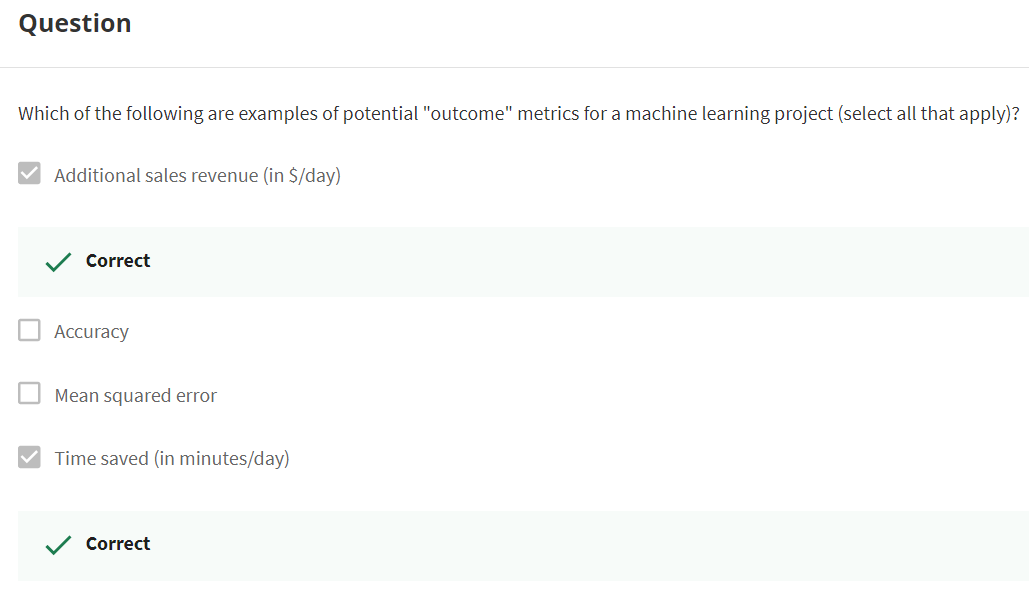 Question
Which of the following are examples of potential "outcome" metrics for a machine learning project (select all that apply)?
Additional sales revenue (in $/day)
Correct
Accuracy
Mean squared error
Time saved (in minutes/day)
Correct